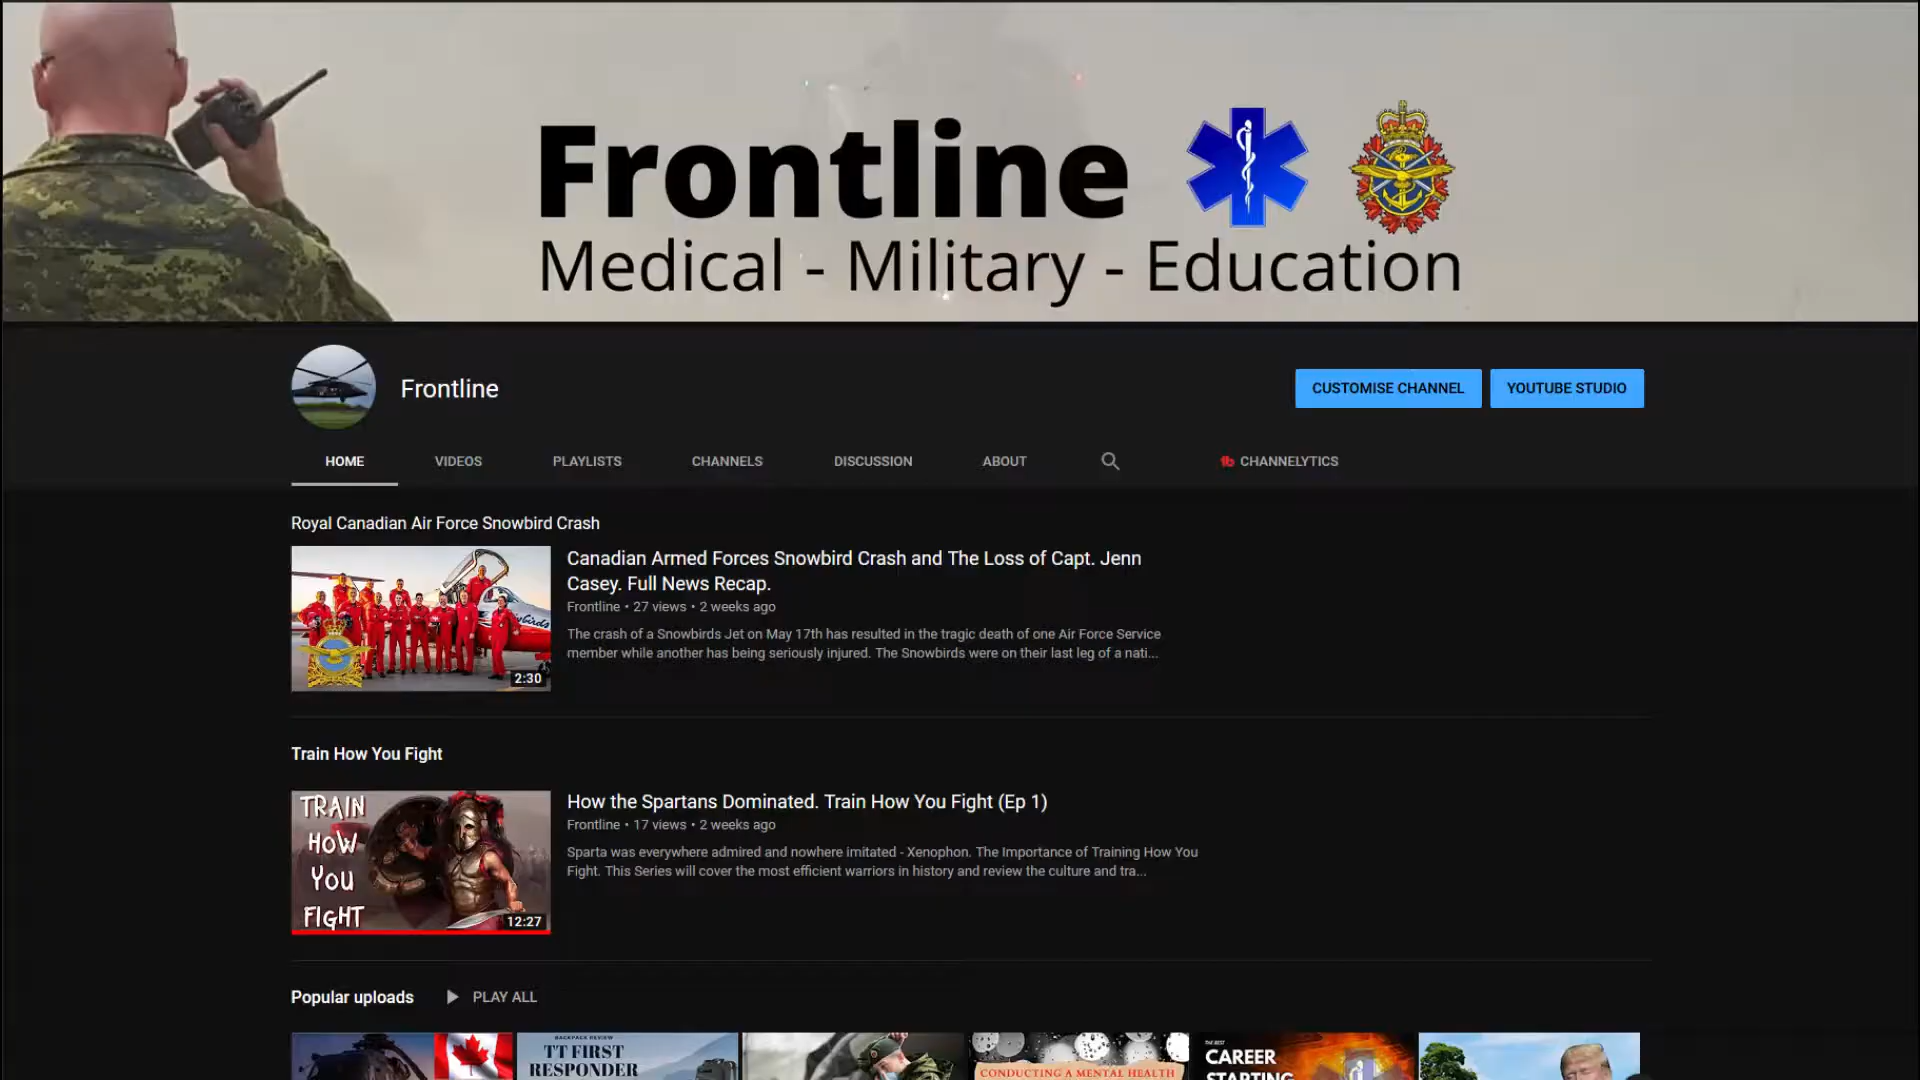 Frontline
Medical - Military - Education
Frontline
CUSTOMISE CHANNEL
YOUTUBE STUDIO
HOME
VIDEOS
PLAYLISTS
CHANNELS
DISCUSSION
ABOUT
CHANNELYTICS
Royal Canadian Air Force Snowbird Crash
2:30
Canadian Armed Forces Snowbird Crash and The Loss of Capt. Jenn
Casey. Full News Recap.
Frontline • 27 views • 2 weeks ago
The crash of a Snowbirds Jet on May 17th has resulted in the tragic death of one Air Force Service
member while another has being seriously injured. The Snowbirds were on their last leg of a nati...
Train How You Fight
TRAIN
HOW
YOU
FIGHT
12:27
How the Spartans Dominated. Train How You Fight (Ep 1)
Frontline • 17 views • 2 weeks ago
Sparta was everywhere admired and nowhere imitated - Xenophon. The Importance of Training How You
Fight. This Series will cover the most efficient warriors in history and review the culture and tra...
Popular uploads
PLAY ALL
BACKPACK REVIEW
TT FIRST
RESPONDER
CONDUCTING A MENTAL HEALTH
THE BEST
CAREER
STARTING